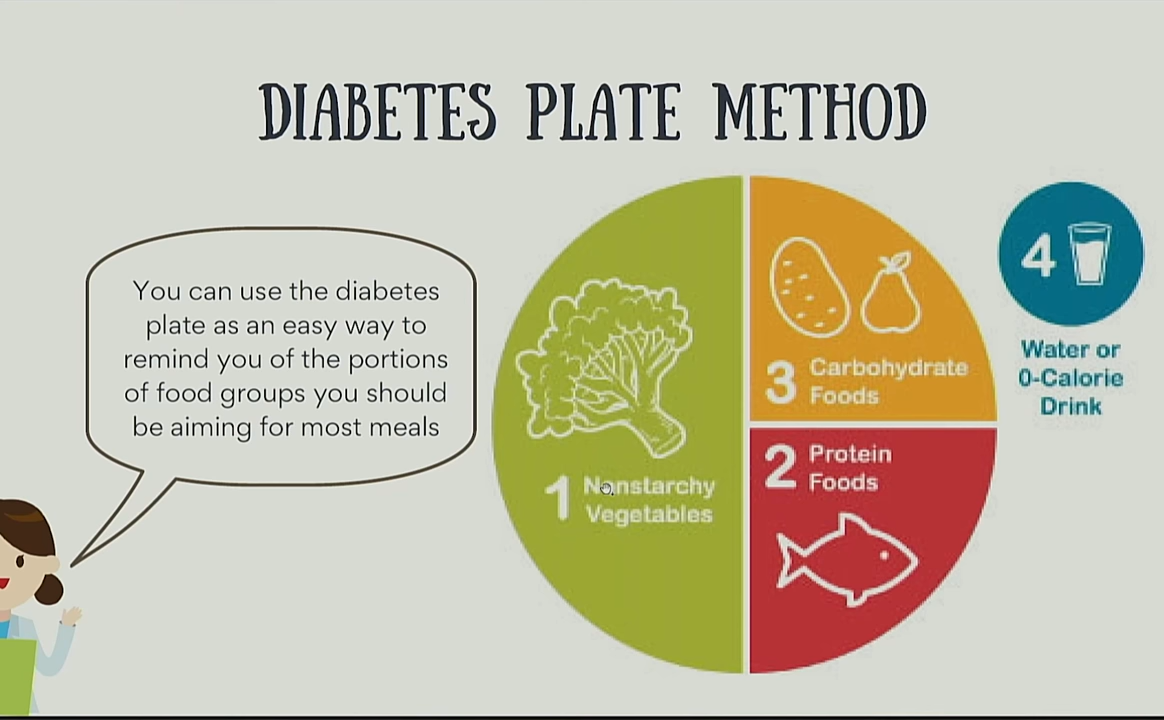 DIABETES PLATE METHOD
You can use the diabetes
plate as an easy way to
remind you of the portions
of food groups you should
be aiming for most meals
1 Nonstarchy
Vegetables
3 Carbohydrate
Foods
2 Protein
Foods
4
Water or
0-Calorie
Drink